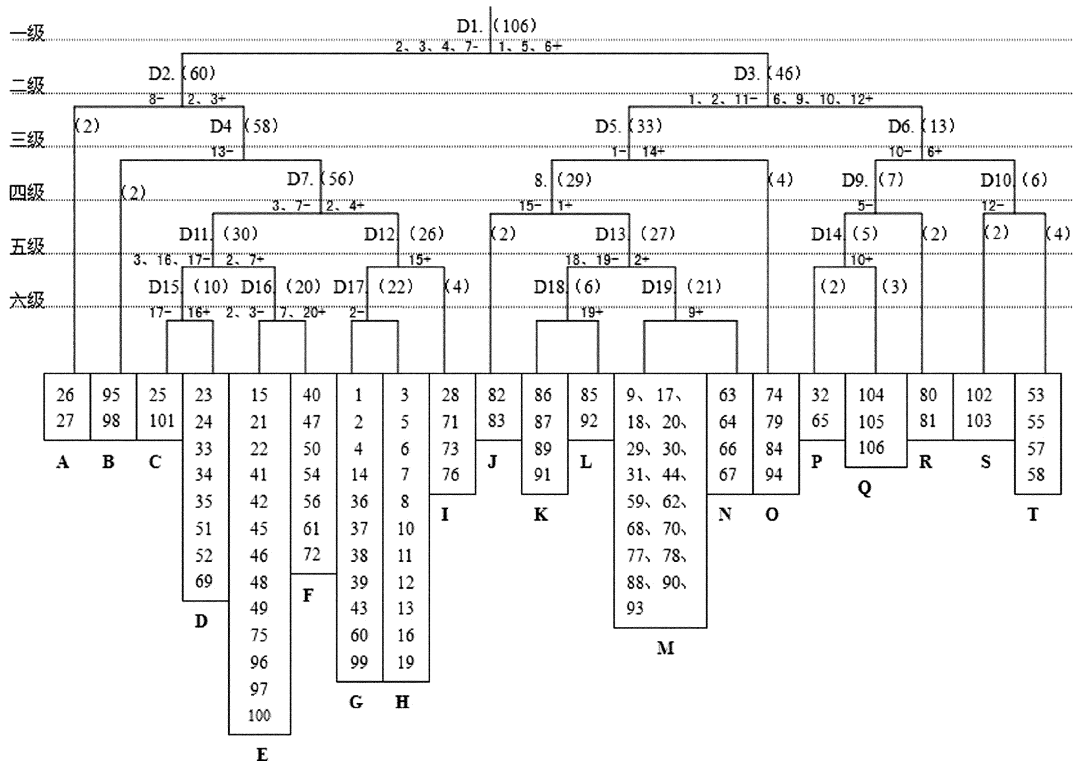 一级
D1.(106)
2、3、4、7- 1、5、6+
二级
D2.(60)
D3.(46)
8- 2、3+
1、2、11- 6、9、10、12+
三级
(2)
D4 (58)
D5.(33)
D6.(13)
13-
1- 14+
10- 6+
四级
(2)
D7.(56)
8.(29)
(4)
D9.(7)
D10.(6)
3、7- 2、4+
15- 1+
5-
12-
五级
D11.(30)
D12.(26)
(2)
D13.(27)
D14.(5)
(2)
(2)
(4)
3、16、17- 2、7+
15+
18、19- 2+
10+
六级
D15.(10)
D16.(20)
D17.(22)
(4)
D18.(6)
D19.(21)
(2)
(3)
17- 16+
2、3- 7、20+
2-
19+
9+
26
27
A
95
98
B
25
101
C
23
24
33
34
35
51
52
69
D
15
21
22
41
42
45
46
48
49
75
96
97
100
E
40
47
50
54
56
61
72
F
1
2
4
14
36
37
38
39
43
60
99
G
3
5
6
7
8
10
11
12
13
16
19
H
28
71
73
76
I
82
83
J
86
87
89
91
K
85
92
L
9、17、
18、20、
29、30、
31、44、
59、62、
68、70、
77、78、
88、90、
93
M
63
64
66
67
N
74
79
84
94
O
32
65
P
104
105
106
Q
80
81
R
102
103
S
53
55
57
58
T